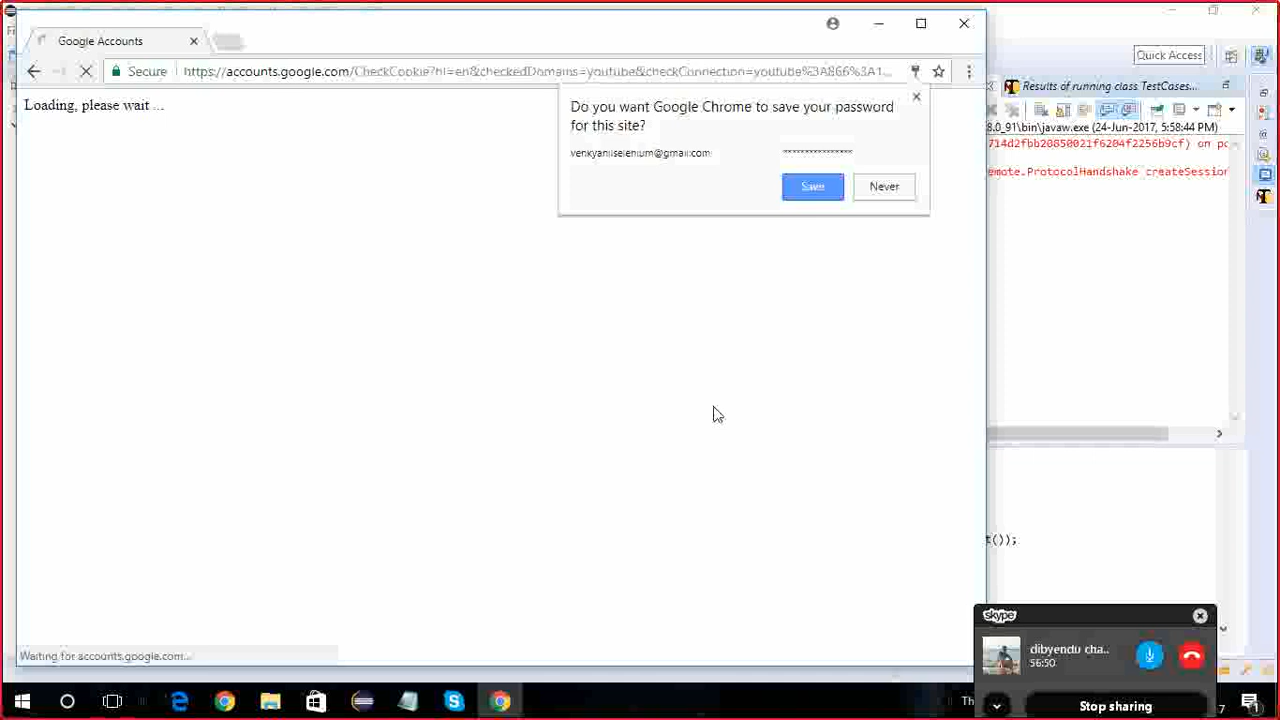 Google Accounts
Quick Access
Secure
https://accounts.google.com/CheckCookie?hl=en&checkedDomains=youtube&checkConnection=youtube%3A866%3A1...
Results of running class TestCases...
Loading, please wait ...
Do you want Google Chrome to save your password
for this site?
8.0_91\bin\javaw.exe (24-Jun-2017, 5:58:44 PM)
714d2fbb20850021f6204f2256b9cf) on po
****************
emote.ProtocolHandshake createSession
Save
Never
t());
skype
dibyendu cha..
56:50
Waiting for accounts.google.com...
Stop sharing
Th
7
1